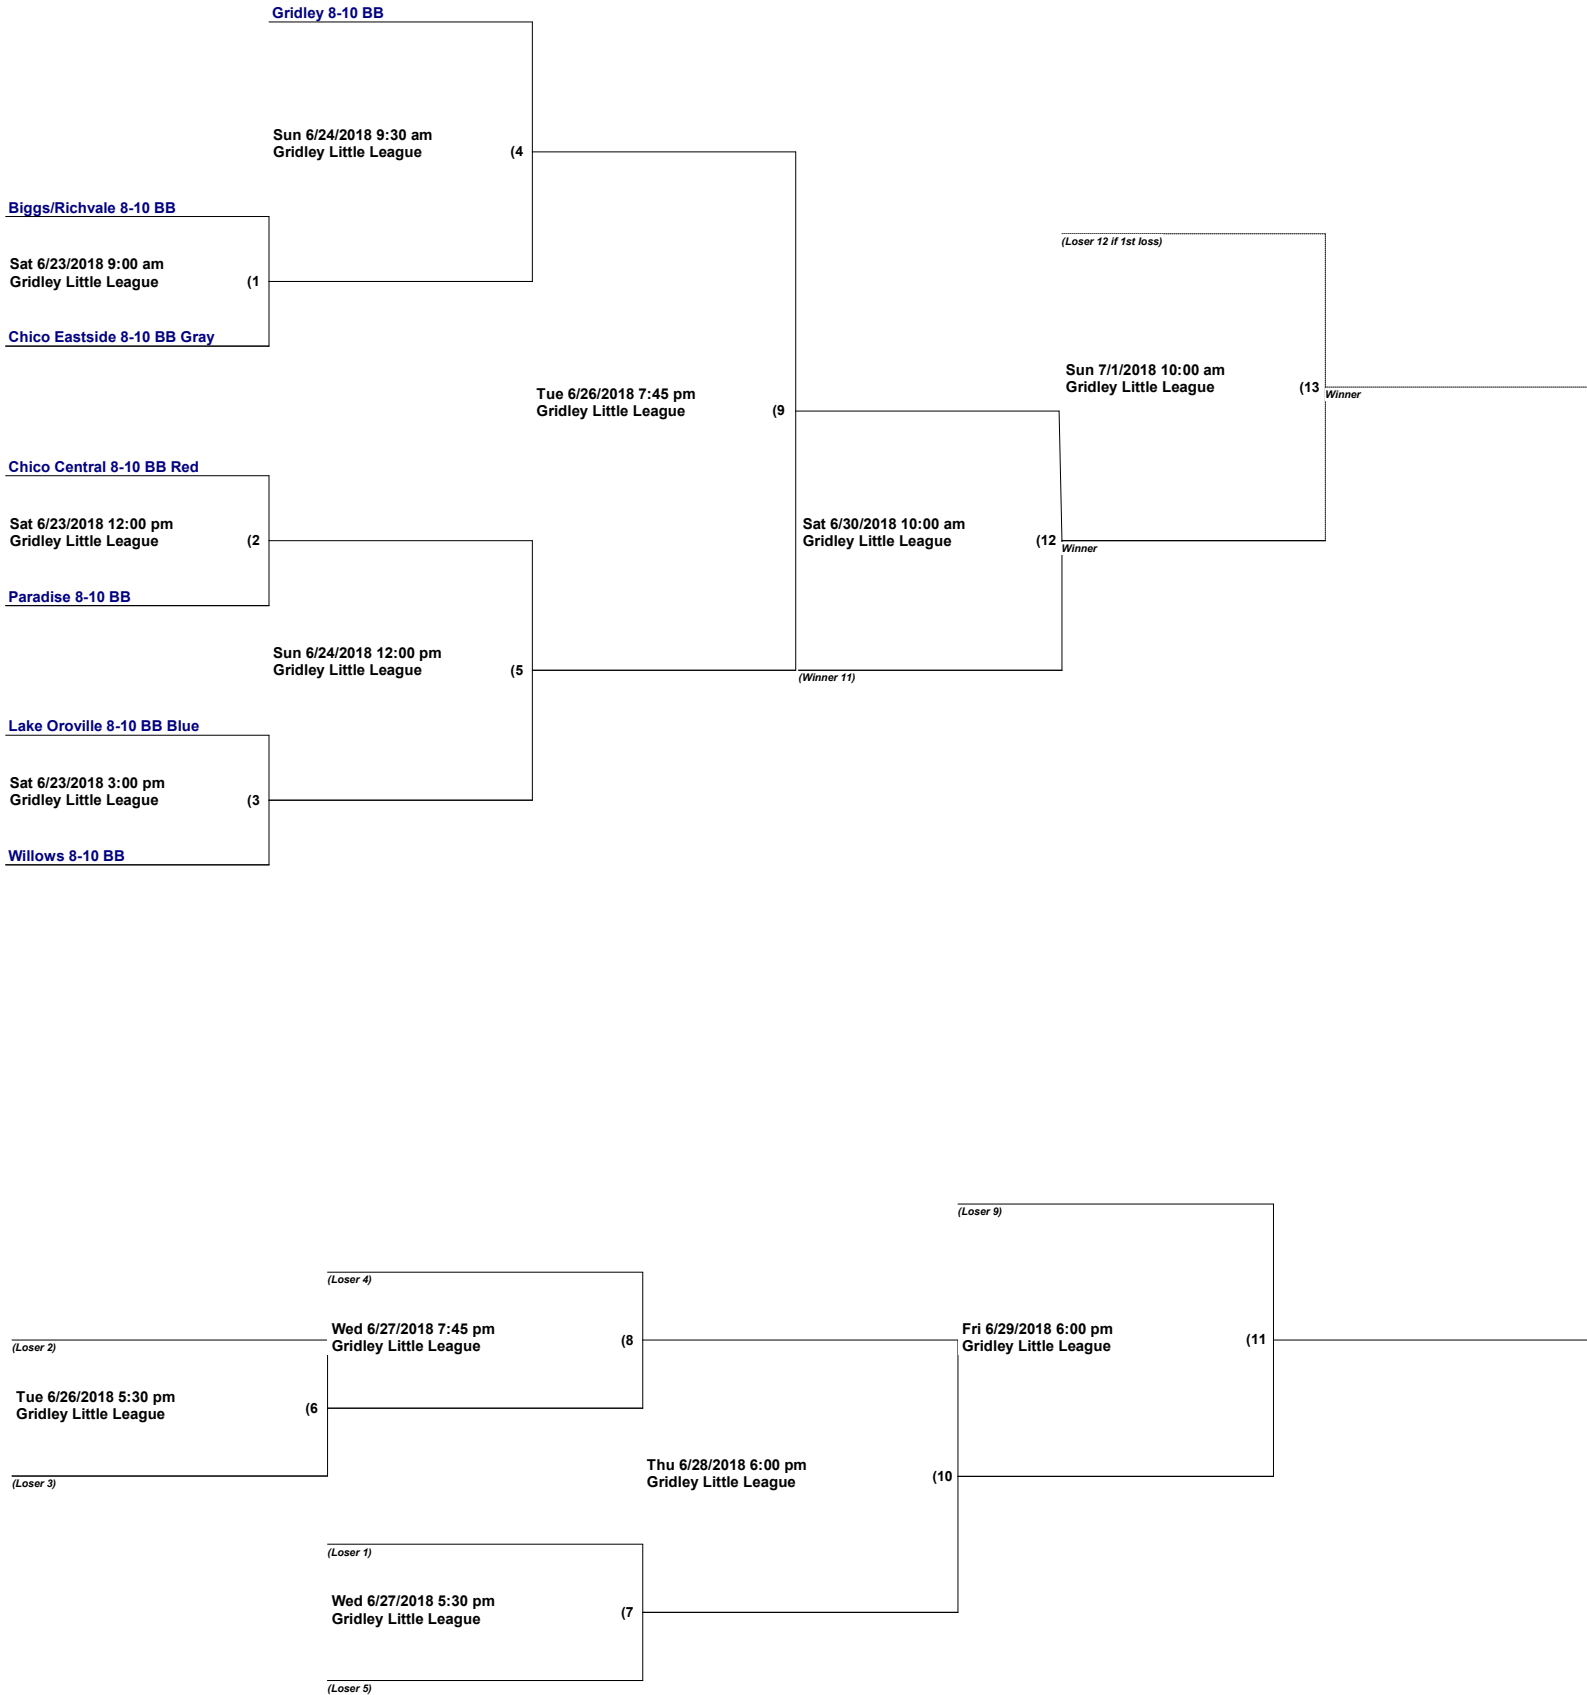 Gridley 8-10 BB
Sun 6/24/2018 9:30 am
Gridley Little League (4
Biggs/Richvale 8-10 BB
(Loser 12 if 1st loss)
Sat 6/23/2018 9:00 am
Gridley Little League (1
Chico Eastside 8-10 BB Gray
Sun 7/1/2018 10:00 am
Gridley Little League (13
Winner
Tue 6/26/2018 7:45 pm
Gridley Little League (9
Chico Central 8-10 BB Red
Sat 6/23/2018 12:00 pm
Gridley Little League (2
Sat 6/30/2018 10:00 am
Gridley Little League (12
Winner
Paradise 8-10 BB
Sun 6/24/2018 12:00 pm
Gridley Little League (5
(Winner 11)
Lake Oroville 8-10 BB Blue
Sat 6/23/2018 3:00 pm
Gridley Little League (3
Willows 8-10 BB
(Loser 9)
(Loser 4)
Wed 6/27/2018 7:45 pm
Gridley Little League (8
Fri 6/29/2018 6:00 pm
Gridley Little League (11
(Loser 2)
Tue 6/26/2018 5:30 pm
Gridley Little League (6
Thu 6/28/2018 6:00 pm
Gridley Little League (10
(Loser 3)
(Loser 1)
Wed 6/27/2018 5:30 pm
Gridley Little League (7
(Loser 5)